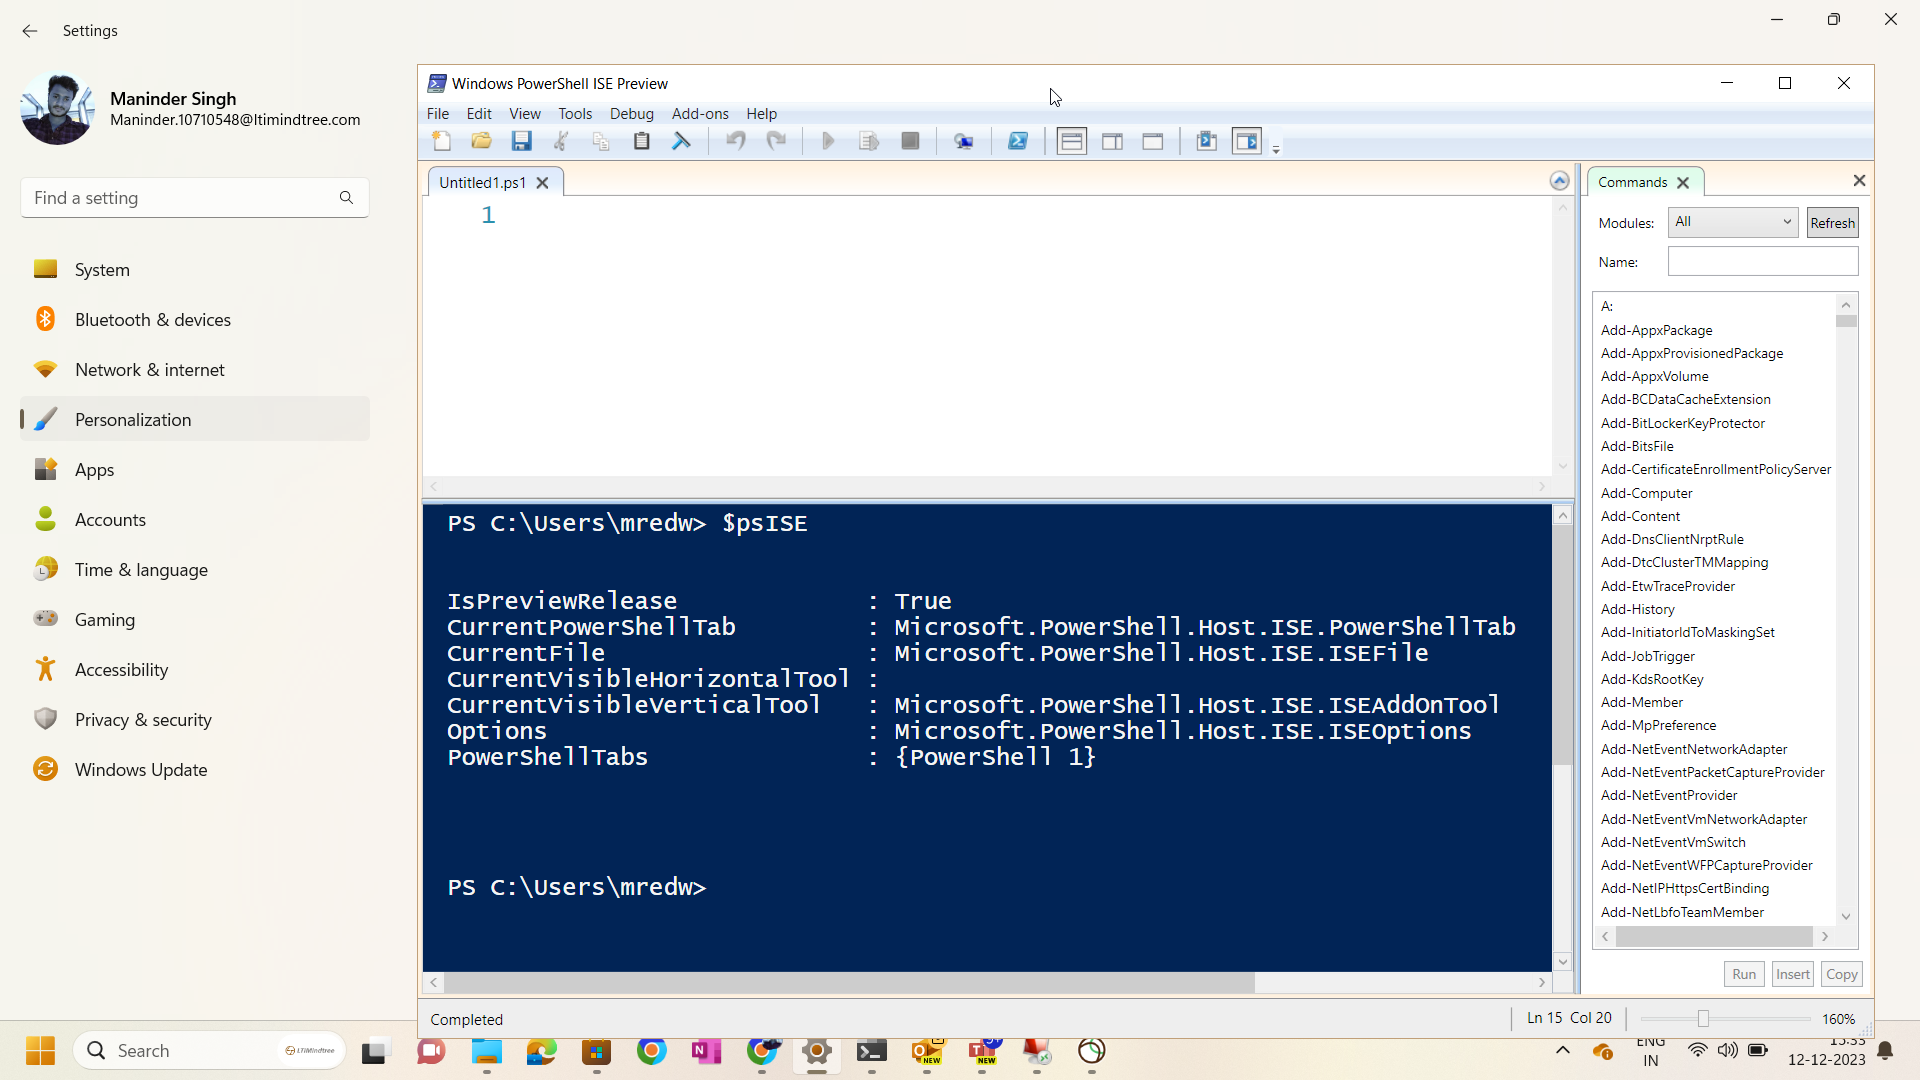 Settings
Maninder Singh
Maninder.10710548@ltimindtree.com
Find a setting
System
Bluetooth & devices
Network & internet
Personalization
Apps
Accounts
Time & language
Gaming
Accessibility
Privacy & security
Windows Update
Windows PowerShell ISE Preview
File Edit View Tools Debug Add-ons Help
Untitled1.ps1
1
PS C:\Users\mredw> $psISE
IsPreviewRelease : True
CurrentPowerShellTab : Microsoft.PowerShell.Host.ISE.PowerShellTab
CurrentFile : Microsoft.PowerShell.Host.ISE.ISEFile
CurrentVisibleHorizontalTool :
CurrentVisibleVerticalTool : Microsoft.PowerShell.Host.ISE.ISEAddOnTool
Options : Microsoft.PowerShell.Host.ISE.ISEOptions
PowerShellTabs : {PowerShell 1}
PS C:\Users\mredw>
Completed
Ln 15 Col 20
160%
Commands
Modules: All Refresh
Name:
A:
Add-AppxPackage
Add-AppxProvisionedPackage
Add-AppxVolume
Add-BCDataCacheExtension
Add-BitLockerKeyProtector
Add-BitsFile
Add-CertificateEnrollmentPolicyServer
Add-Computer
Add-Content
Add-DnsClientNrptRule
Add-DtcClusterTMMapping
Add-EtwTraceProvider
Add-History
Add-InitiatorIdToMaskingSet
Add-JobTrigger
Add-KdsRootKey
Add-Member
Add-MpPreference
Add-NetEventNetworkAdapter
Add-NetEventPacketCaptureProvider
Add-NetEventProvider
Add-NetEventVmNetworkAdapter
Add-NetEventVmSwitch
Add-NetEventWFPCaptureProvider
Add-NetIPHttpsCertBinding
Add-NetLbfoTeamMember
Run Insert Copy
Search
LTIMindtree
NEW
NEW
ENG
IN
15:33
12-12-2023